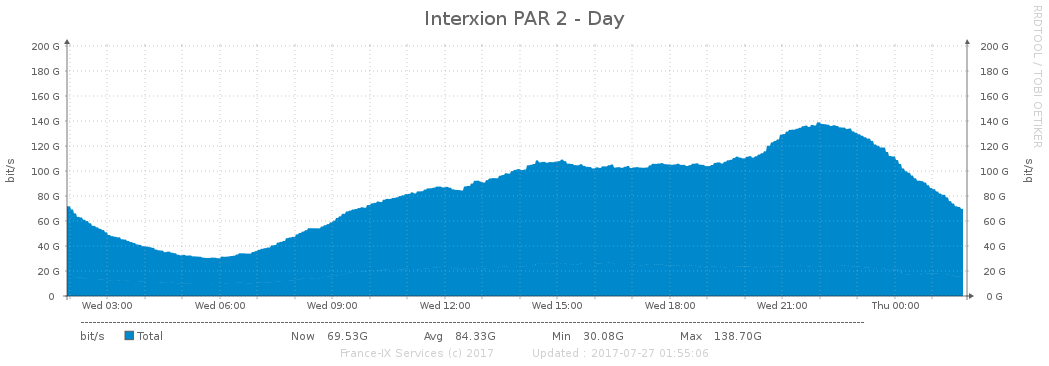 Interxion PAR 2 - Day
RRDTOOL / TOBI OETIKER
bit/s
200 G
180 G
160 G
140 G
120 G
100 G
80 G
60 G
40 G
20 G
0
200 G
180 G
160 G
140 G
120 G
100 G
80 G
60 G
40 G
20 G
0 G
bit/s
Wed 03:00 Wed 06:00 Wed 09:00 Wed 12:00 Wed 15:00 Wed 18:00 Wed 21:00 Thu 00:00
bit/s Total Now 69.53G Avg 84.33G Min 30.08G Max 138.70G
France-IX Services (c) 2017 Updated : 2017-07-27 01:55:06